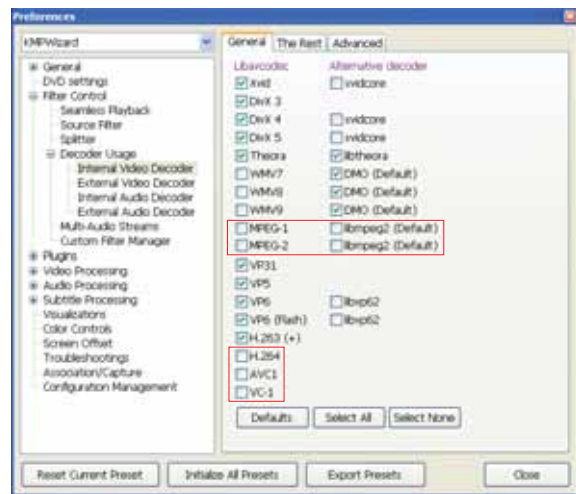 Preferences
KMPWizard
General
DVD settings
Filter Control
Seamless Playback
Source Filter
Splitter
Decoder Usage
Internal Video Decoder
External Video Decoder
Internal Audio Decoder
External Audio Decoder
Multi-Audio Streams
Custom Filter Manager
Plugins
Video Processing
Audio Processing
Subtitle Processing
Visualizations
Color Controls
Screen Offset
Troubleshootings
Association/Capture
Configuration Management
General The Rest Advanced
Libavcodec Alternative decoder
Xvid xvidcore
DivX 3
DivX 4 xvidcore
DivX 5 xvidcore
Theora libtheora
WMV7 DMO (Default)
WMV8 DMO (Default)
WMV9 DMO (Default)
MPEG-1 libmpeg2 (Default)
MPEG-2 libmpeg2 (Default)
VP31
VP5
VP6 libvp62
VP6 (Flash) libvp62
H.263 (+)
H.264
AVC1
VC-1
Defaults Select All Select None
Reset Current Preset Initialize All Presets Export Presets Close